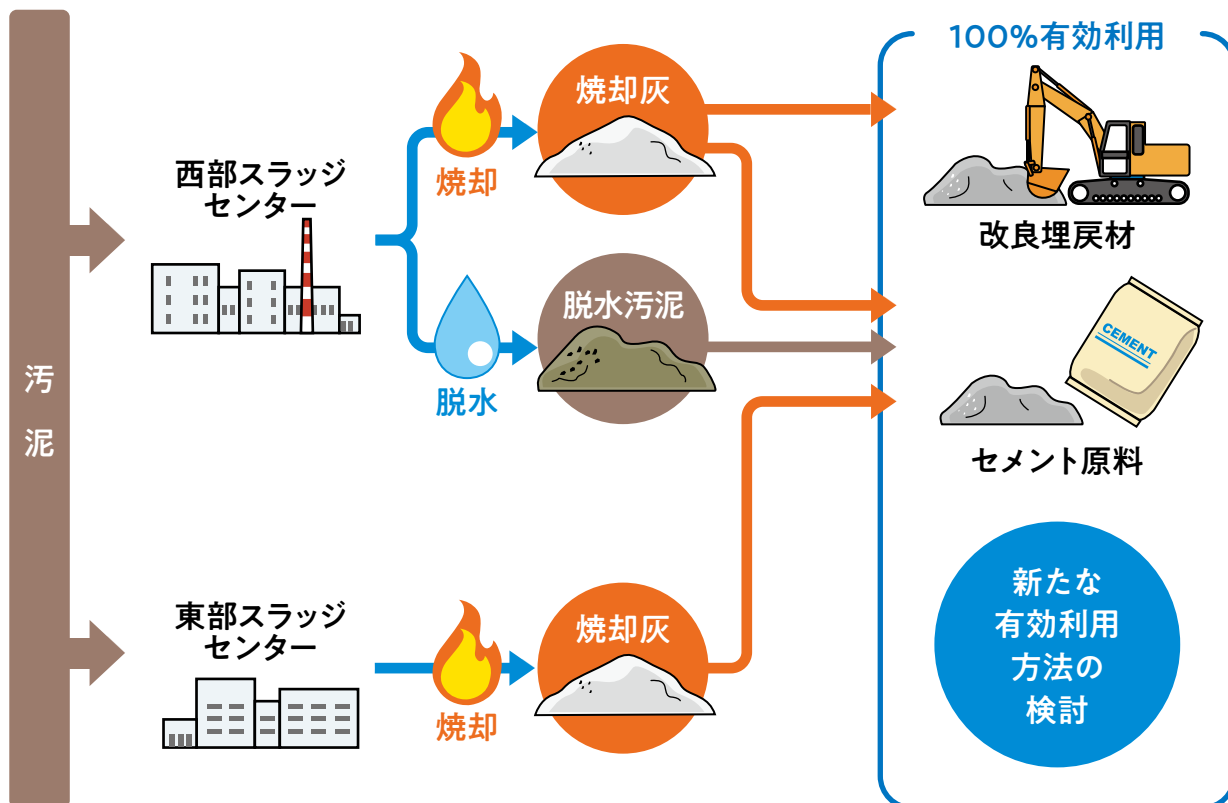 汚泥
西部スラッジ
センター
焼却
焼却灰
脱水
脱水汚泥
東部スラッジ
センター
焼却
焼却灰
100%有効利用
改良埋戻材
CEMENT
セメント原料
新たな
有効利用
方法の
検討